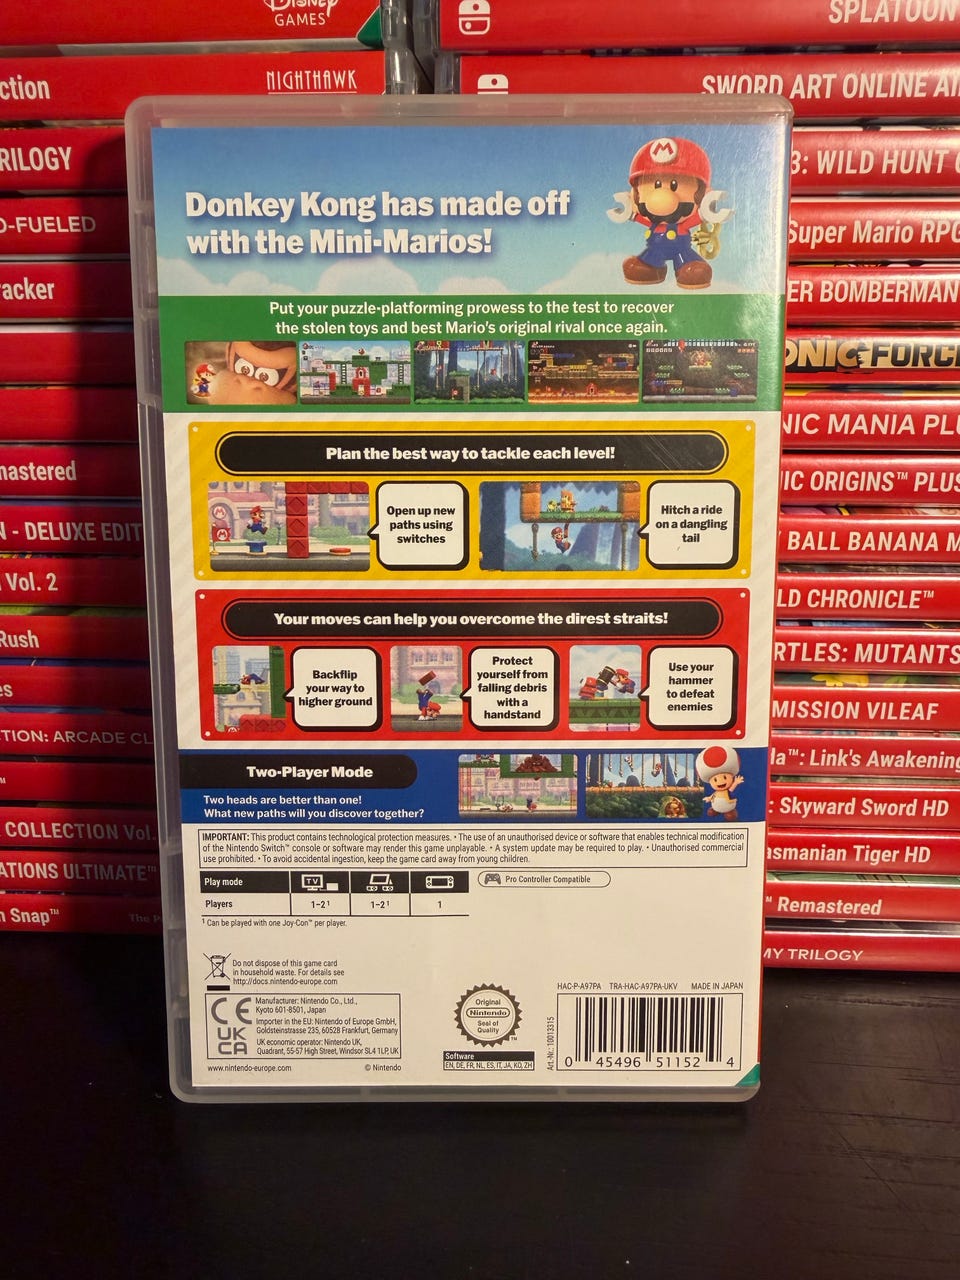 DISNEY
GAMES
ction
NIGHTHAWK
RILOGY
D-FUELED
racker
mastered
N - DELUXE EDIT
Vol. 2
Rush
es
TION: ARCADE CL
COLLECTION Vol.
ATIONS ULTIMATE™
n Snap™
SPLATOON
SWORD ART ONLINE
3: WILD HUNT
Super Mario RPG
ER BOMBERMAN
ONIC FORC
NIC MANIA PLU
IC ORIGINS™ PLUS
BALL BANANA M
LD CHRONICLE™
RTLES: MUTANTS
MISSION VILEAF
la™: Link's Awakening
: Skyward Sword HD
asmanian Tiger HD
Remastered
MY TRILOGY
Donkey Kong has made off
with the Mini-Marios!
Put your puzzle-platforming prowess to the test to recover
the stolen toys and best Mario's original rival once again.
Plan the best way to tackle each level!
Open up new
paths using
switches
Hitch a ride
on a dangling
tail
Your moves can help you overcome the direst straits!
Backflip
your way to
higher ground
Protect
yourself from
falling debris
with a
handstand
Use your
hammer
to defeat
enemies
Two-Player Mode
Two heads are better than one!
What new paths will you discover together?
IMPORTANT: This product contains technological protection measures. • The use of an unauthorised device or software that enables technical modification
of the Nintendo Switch™ console or software may render this game unplayable. • A system update may be required to play. • Unauthorised commercial
use prohibited. • To avoid accidental ingestion, keep the game card away from young children.
Play mode TV
Pro Controller Compatible
Players 1–2¹ 1–2¹ 1
¹ Can be played with one Joy-Con™ per player.
Do not dispose of this game card
in household waste. For details see
http://docs.nintendo-europe.com
CE
UK
CA
Manufacturer: Nintendo Co., Ltd.,
Kyoto 601-8501, Japan
Importer in the EU: Nintendo of Europe GmbH,
Goldsteinstrasse 235, 60528 Frankfurt, Germany
UK economic operator: Nintendo UK,
Quadrant, 55-57 High Street, Windsor SL4 1LP, UK
www.nintendo-europe.com © Nintendo
Original
Nintendo
Seal of
Quality
™
Software
EN, DE, FR, NL, ES, IT, JA, KO, ZH
HAC-P-A97PA TRA-HAC-A97PA-UKV MADE IN JAPAN
Art.-Nr.: 10013315
0 45496 51152 4